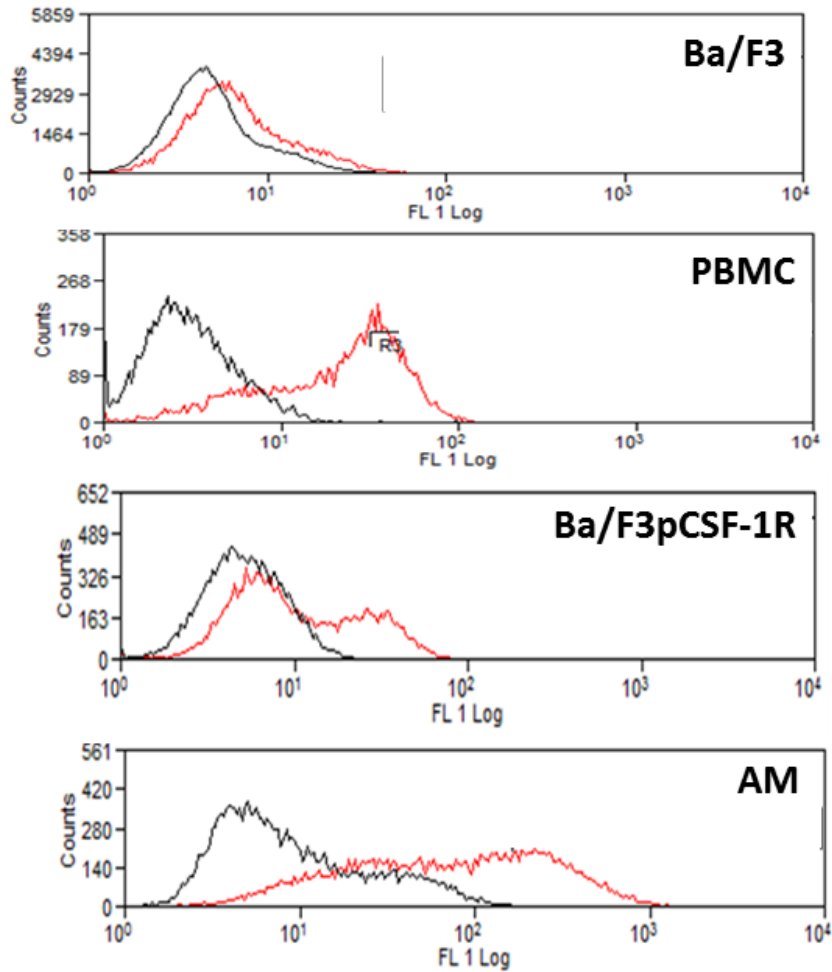 5859
Ba/F3
4394
2929
1464
0
Counts
10⁰ 10¹ 10² 10³ 10⁴
FL 1 Log
358
PBMC
268
179
R3
89
0
Counts
10⁰ 10¹ 10² 10³ 10⁴
FL 1 Log
652
Ba/F3pCSF-1R
489
326
163
0
Counts
10⁰ 10¹ 10² 10³ 10⁴
FL 1 Log
561
AM
420
280
140
0
Counts
10⁰ 10¹ 10² 10³ 10⁴
FL 1 Log